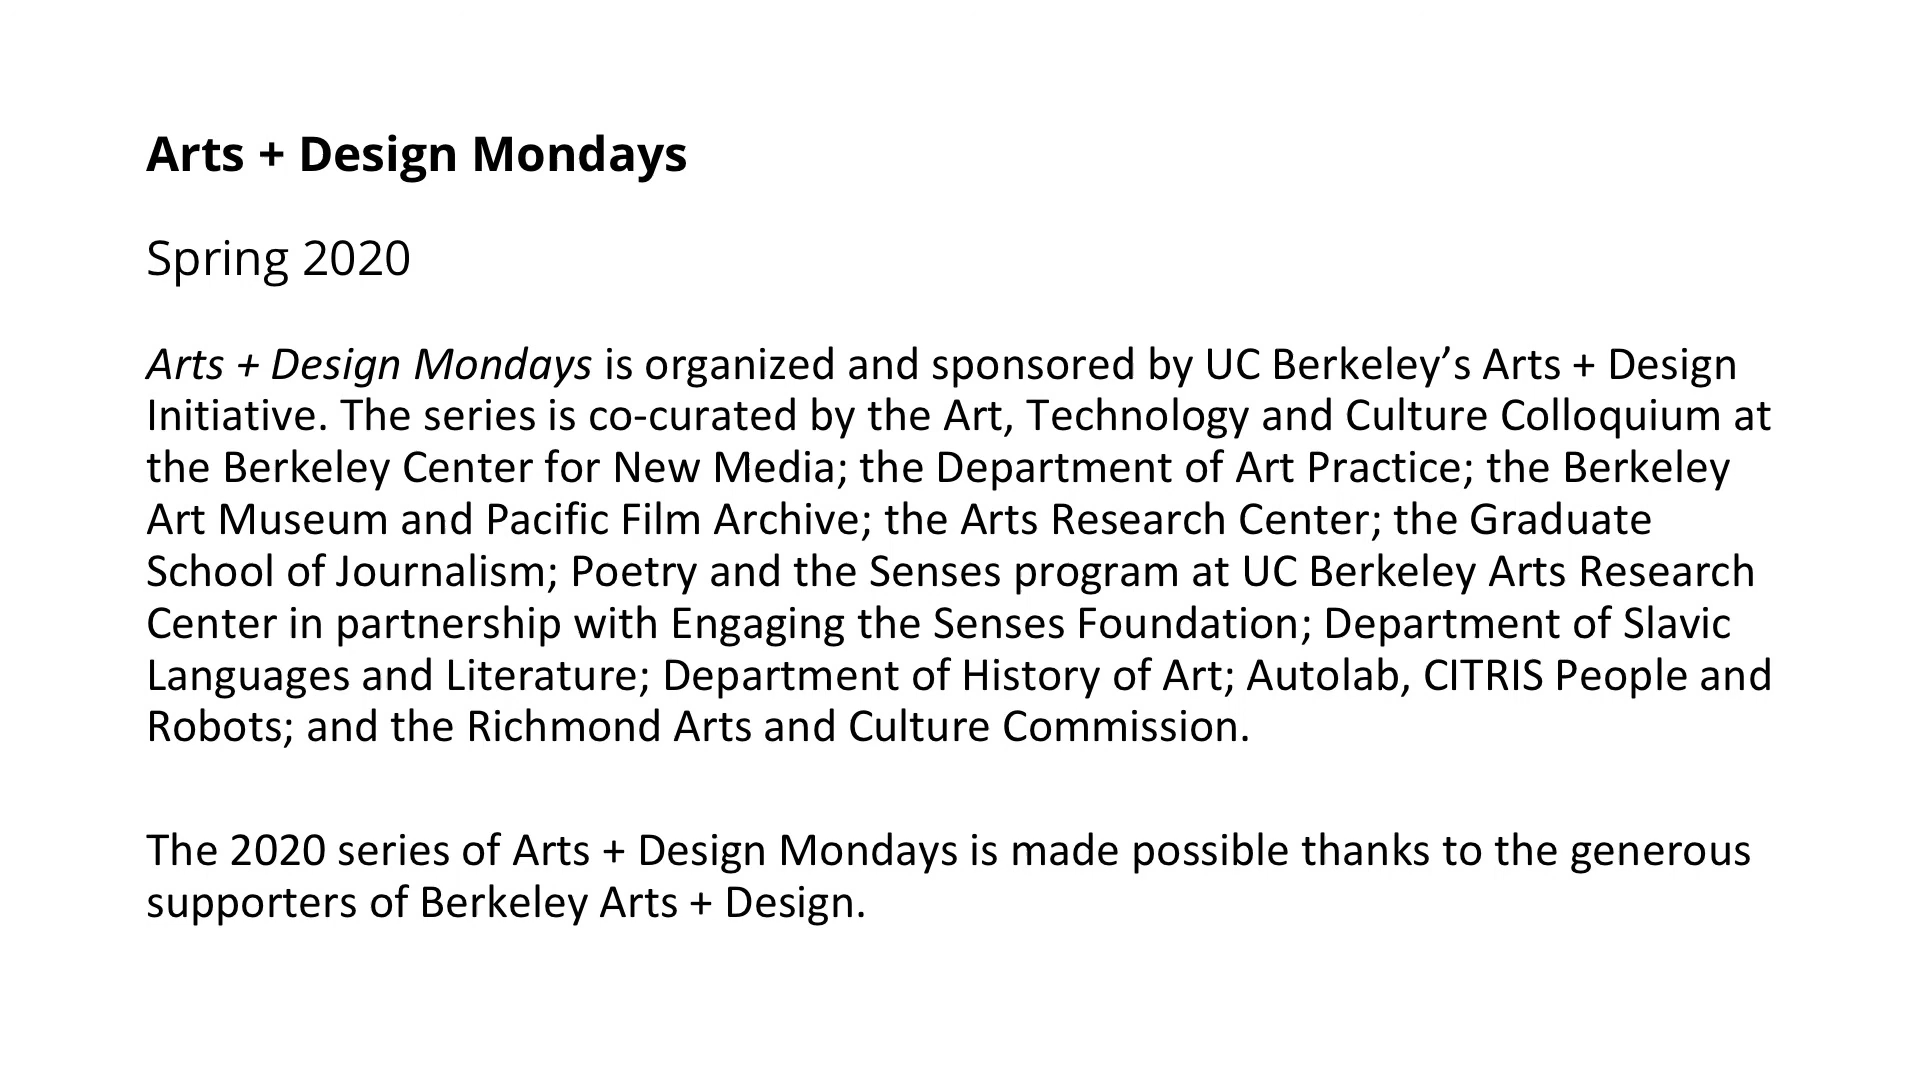 Arts + Design Mondays
Spring 2020
Arts + Design Mondays is organized and sponsored by UC Berkeley’s Arts + Design
Initiative. The series is co-curated by the Art, Technology and Culture Colloquium at
the Berkeley Center for New Media; the Department of Art Practice; the Berkeley
Art Museum and Pacific Film Archive; the Arts Research Center; the Graduate
School of Journalism; Poetry and the Senses program at UC Berkeley Arts Research
Center in partnership with Engaging the Senses Foundation; Department of Slavic
Languages and Literature; Department of History of Art; Autolab, CITRIS People and
Robots; and the Richmond Arts and Culture Commission.
The 2020 series of Arts + Design Mondays is made possible thanks to the generous
supporters of Berkeley Arts + Design.